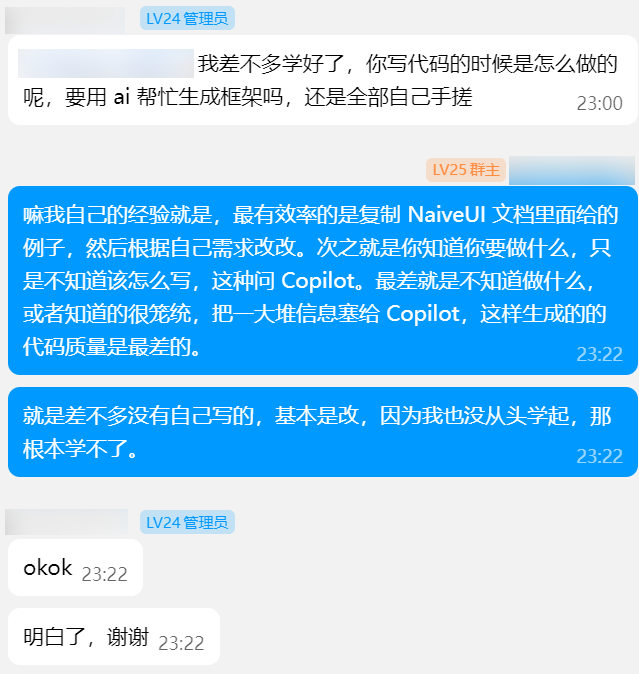 LV24 管理员
我差不多学好了，你写代码的时候是怎么做的
呢，要用 ai 帮忙生成框架吗，还是全部自己手搓
23:00
LV25 群主
嘛我自己的经验就是，最有效率的是复制 NaiveUI 文档里面给的
例子，然后根据自己需求改改。次之就是你知道你要做什么，只
是不知道该怎么写，这种问 Copilot。最差就是不知道做什么，
或者知道的很笼统，把一大堆信息塞给 Copilot，这样生成的的
代码质量是最差的。
23:22
就是差不多没有自己写的，基本是改，因为我也没从头学起，那
根本学不了。
23:22
LV24 管理员
okok 23:22
明白了，谢谢 23:22